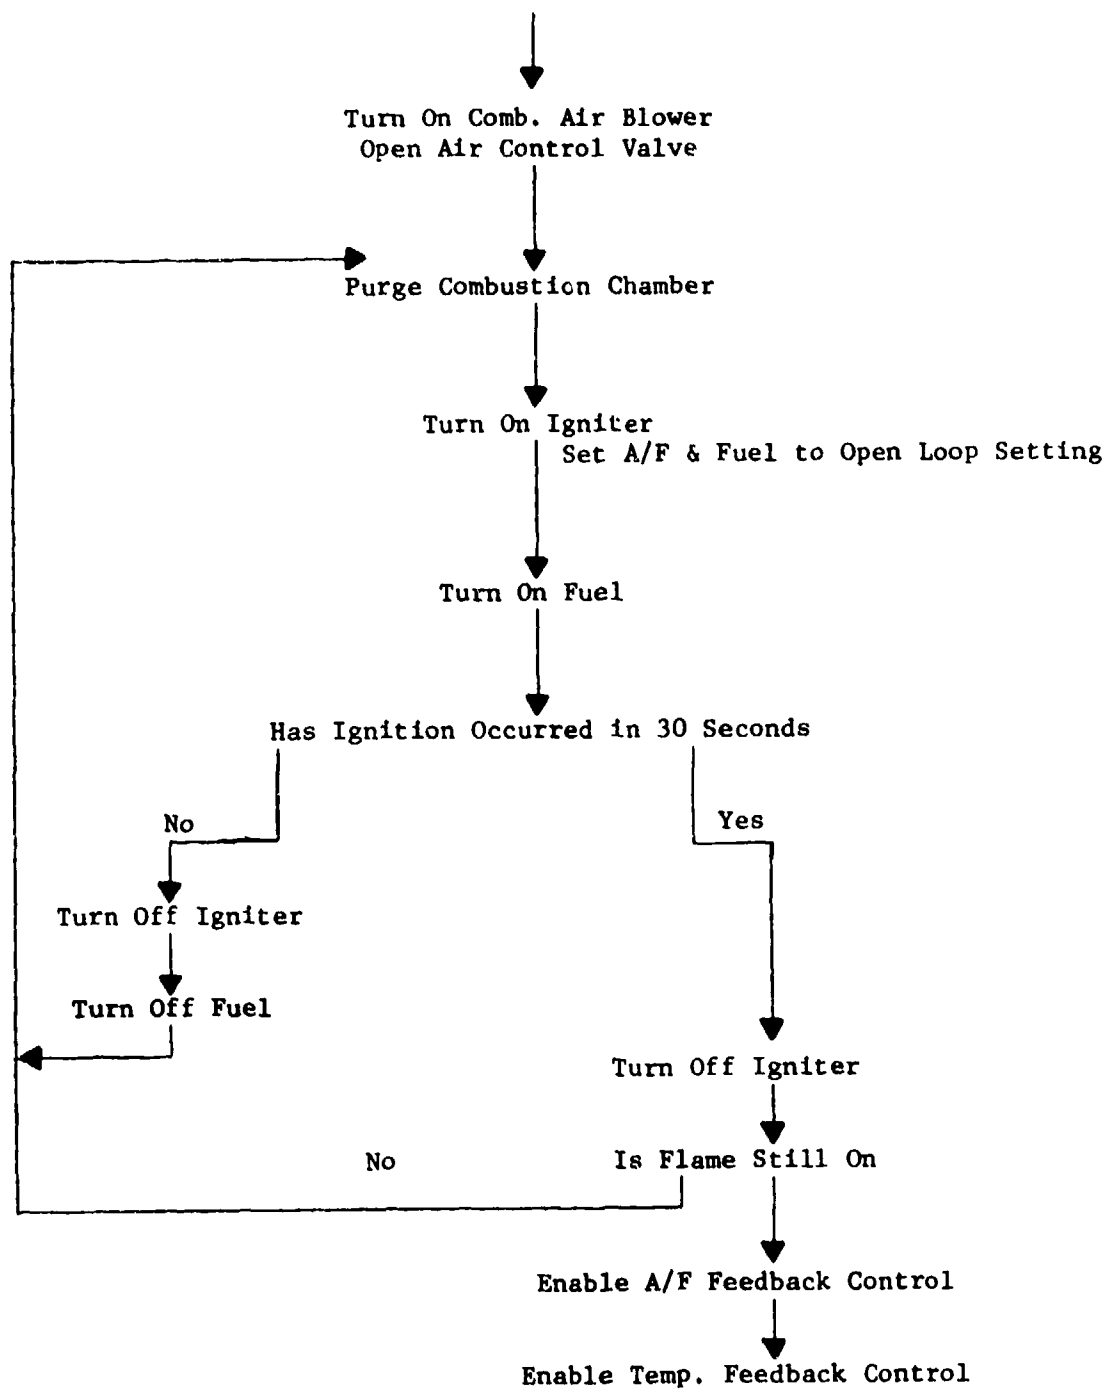 Turn On Comb. Air Blower
Open Air Control Valve
Purge Combustion Chamber
Turn On Igniter
Set A/F & Fuel to Open Loop Setting
Turn On Fuel
Has Ignition Occurred in 30 Seconds
No
Yes
Turn Off Igniter
Turn Off Fuel
Turn Off Igniter
No
Is Flame Still On
Enable A/F Feedback Control
Enable Temp. Feedback Control